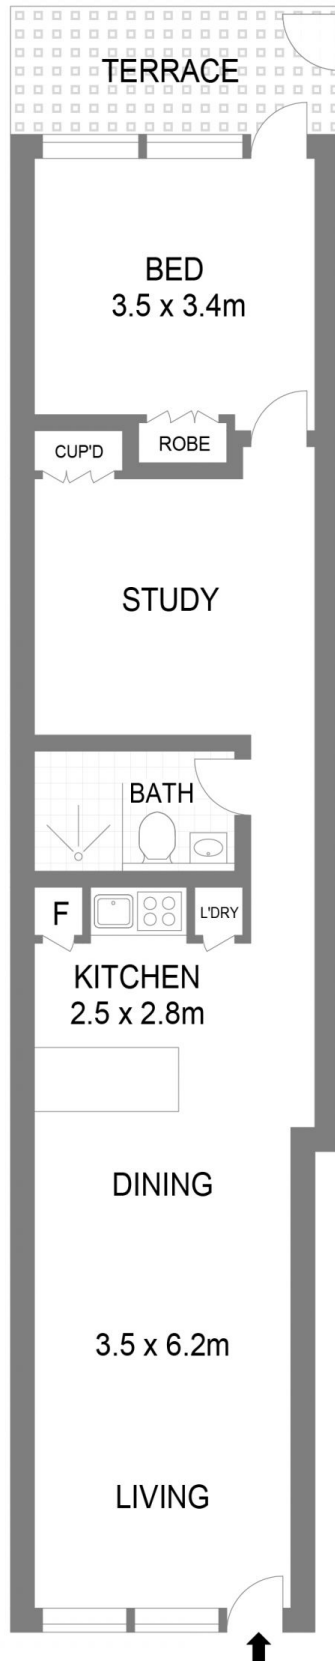 TERRACE
BED
3.5 x 3.4m
CUP'D
ROBE
STUDY
BATH
F
L'DRY
KITCHEN
2.5 x 2.8m
DINING
3.5 x 6.2m
LIVING